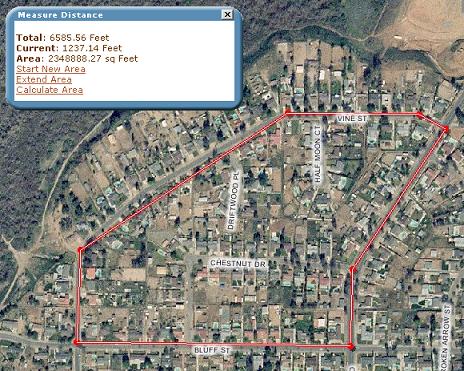 Measure Distance
Total: 6585.56 Feet
Current: 1237.14 Feet
Area: 2348888.27 sq Feet
Start New Area
Extend Area
Calculate Area
VINE ST
HALF MOON CT
DRIFTWOOD PL
CHESTNUT DR
BLUFF ST
OKEN ARROW ST